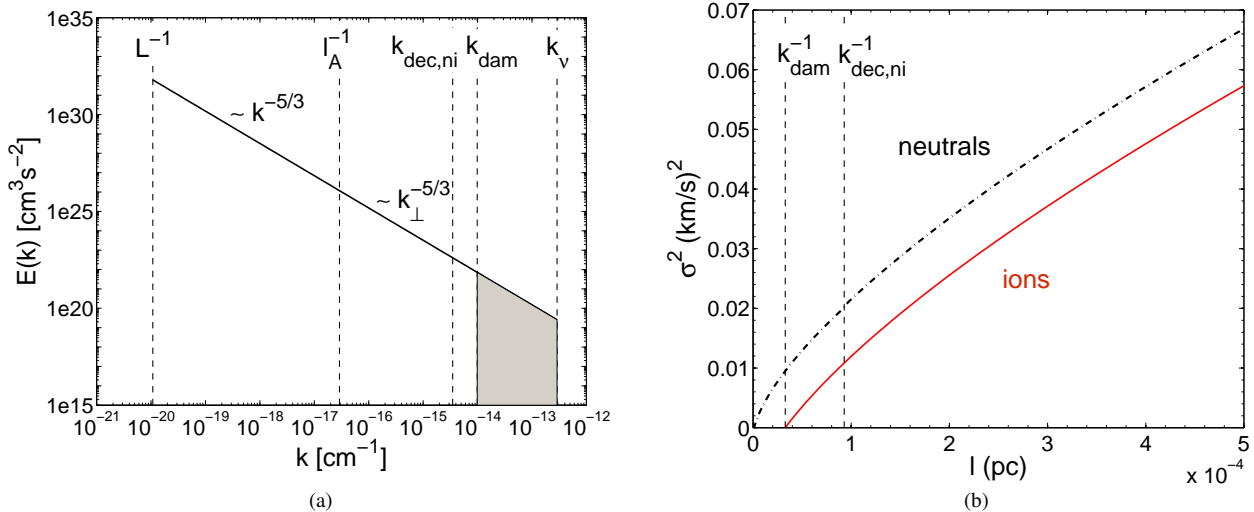 1e35
1e30
1e25
1e20
1e15
E(k) [cm³s⁻²]
L⁻¹
l_A⁻¹
k_dec,ni
k_dam
k_ν
~ k^−5/3
~ k_⊥^−5/3
10⁻²¹ 10⁻²⁰ 10⁻¹⁹ 10⁻¹⁸ 10⁻¹⁷ 10⁻¹⁶ 10⁻¹⁵ 10⁻¹⁴ 10⁻¹³ 10⁻¹²
k [cm⁻¹]
(a)
0.07
0.06
0.05
0.04
0.03
0.02
0.01
0
σ² (km/s)²
k_dam⁻¹
k_dec,ni⁻¹
neutrals
ions
0 1 2 3 4 5
l (pc)
x 10⁻⁴
(b)